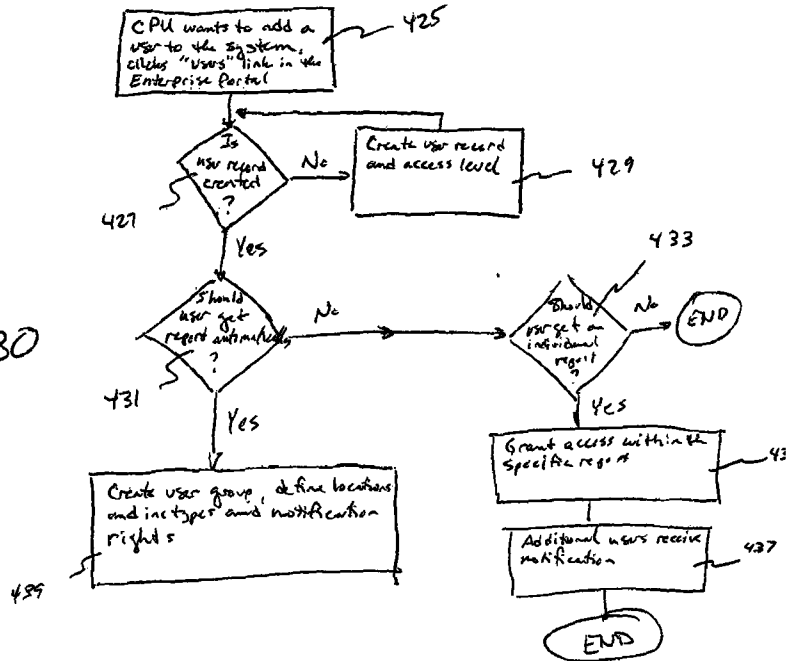 CPU wants to add a
user to the system,
clicks "users" link in the
Enterprise Portal
425
Is
user record
created
?
427
No
Create user record
and access level
429
Yes
30
Should
user get
report automatically
?
431
No
Should
user get an
individual
report
?
433
No
END
Yes
Yes
Grant access within the
specific report
43
Create user group, define locations
and inc types and notification
rights
439
Additional users receive
notification
437
END